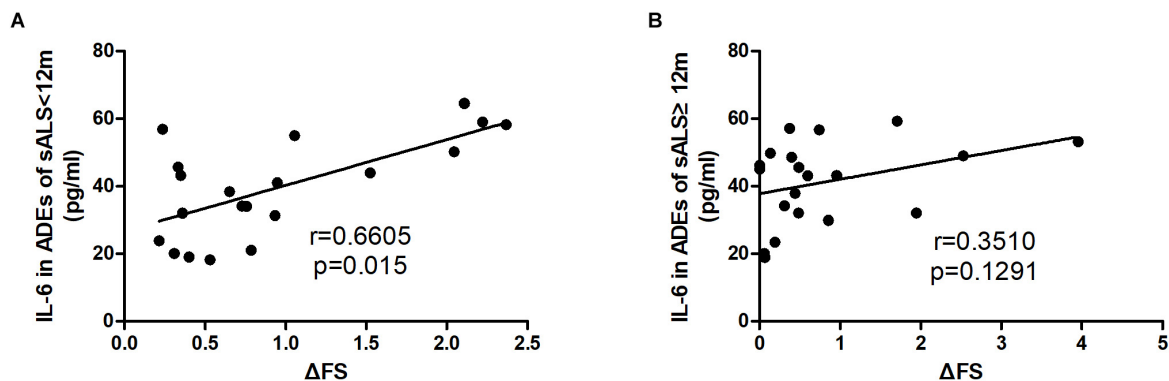 A
IL-6 in ADEs of sALS<12m
(pg/ml)
80
60
40
20
0
r=0.6605
p=0.015
0.0 0.5 1.0 1.5 2.0 2.5
ΔFS
B
IL-6 in ADEs of sALS≥ 12m
(pg/ml)
80
60
40
20
0
r=0.3510
p=0.1291
0 1 2 3 4 5
ΔFS